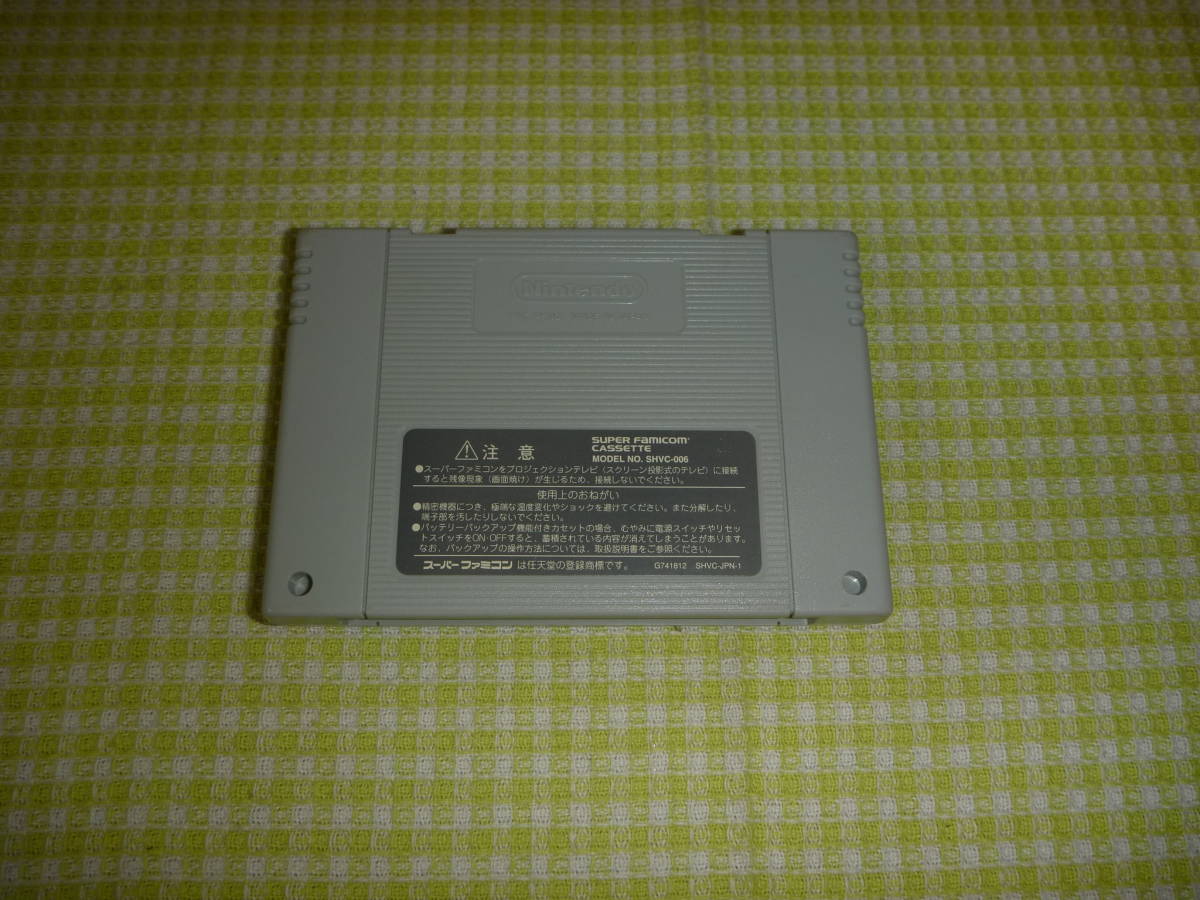 Nintendo
注意
SUPER Famicom
CASSETTE
MODEL NO. SHVC-006
●スーパーファミコンをプロジェクションテレビ(スクリーン投影式のテレビ)に接続
すると残像現象(画面焼け)が生じるため、接続しないでください。
使用上のおねがい
●精密機器につき、極端な温度変化やショックを避けてください。また分解したり、
端子部を汚したりしないでください。
●バッテリーバックアップ機能付きカセットの場合、むやみに電源スイッチやリセッ
トスイッチをON・OFFすると、蓄積されている内容が消えてしまうことがあります。
なお、バックアップの操作方法については、取扱説明書をご参照ください。
スーパーファミコン は任天堂の登録商標です。 G741812 SHVC-JPN-1